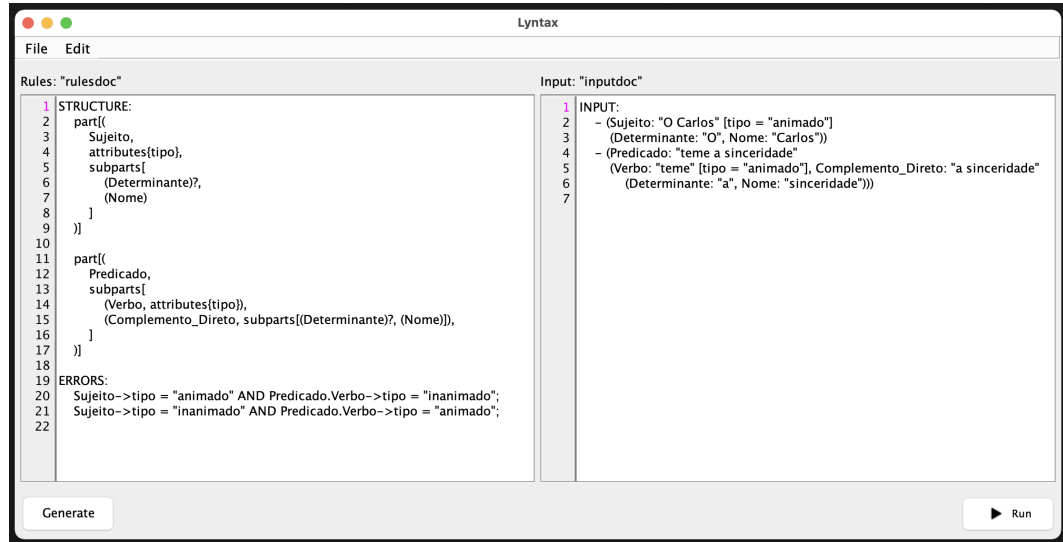 Lyntax
File Edit
Rules: "rulesdoc"
1 STRUCTURE:
2 part[(
3 Sujeito,
4 attributes{tipo},
5 subparts[
6 (Determinante)?,
7 (Nome)
8 ]
9 )]
10
11 part[(
12 Predicado,
13 subparts[
14 (Verbo, attributes{tipo}),
15 (Complemento_Direto, subparts[(Determinante)?, (Nome)]),
16 ]
17 )]
18
19 ERRORS:
20 Sujeito->tipo = "animado" AND Predicado.Verbo->tipo = "inanimado";
21 Sujeito->tipo = "inanimado" AND Predicado.Verbo->tipo = "animado";
22
Input: "inputdoc"
1 INPUT:
2 - (Sujeito: "O Carlos" [tipo = "animado"]
3 (Determinante: "O", Nome: "Carlos"))
4 - (Predicado: "teme a sinceridade"
5 (Verbo: "teme" [tipo = "animado"], Complemento_Direto: "a sinceridade"
6 (Determinante: "a", Nome: "sinceridade")))
7
Generate
Run